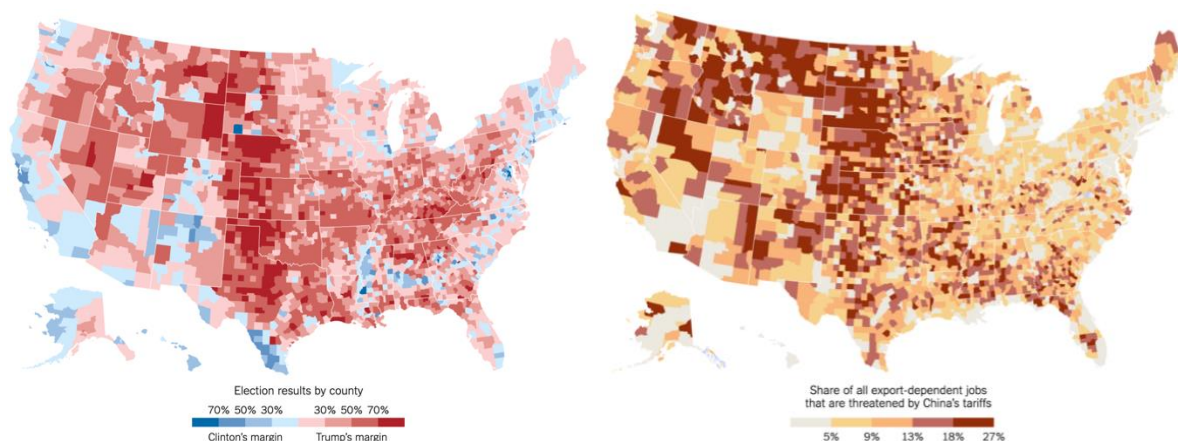 Election results by county
70% 50% 30% 30% 50% 70%
Clinton's margin Trump's margin
Share of all export-dependent jobs
that are threatened by China's tariffs
5% 9% 13% 18% 27%